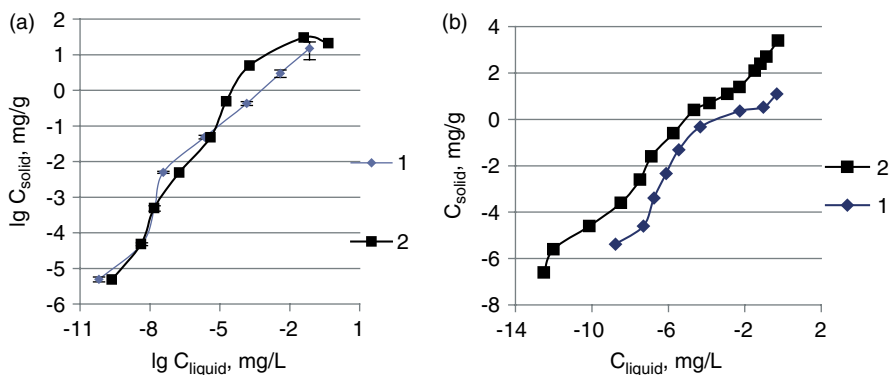 (a)
2
1
0
-1
-2
-3
-4
-5
-6
lg C_solid, mg/g
-11 -8 -5 -2 1
lg C_liquid, mg/L
1
2
(b)
4
2
0
-2
-4
-6
-8
C_solid, mg/g
-14 -10 -6 -2 2
C_liquid, mg/L
2
1